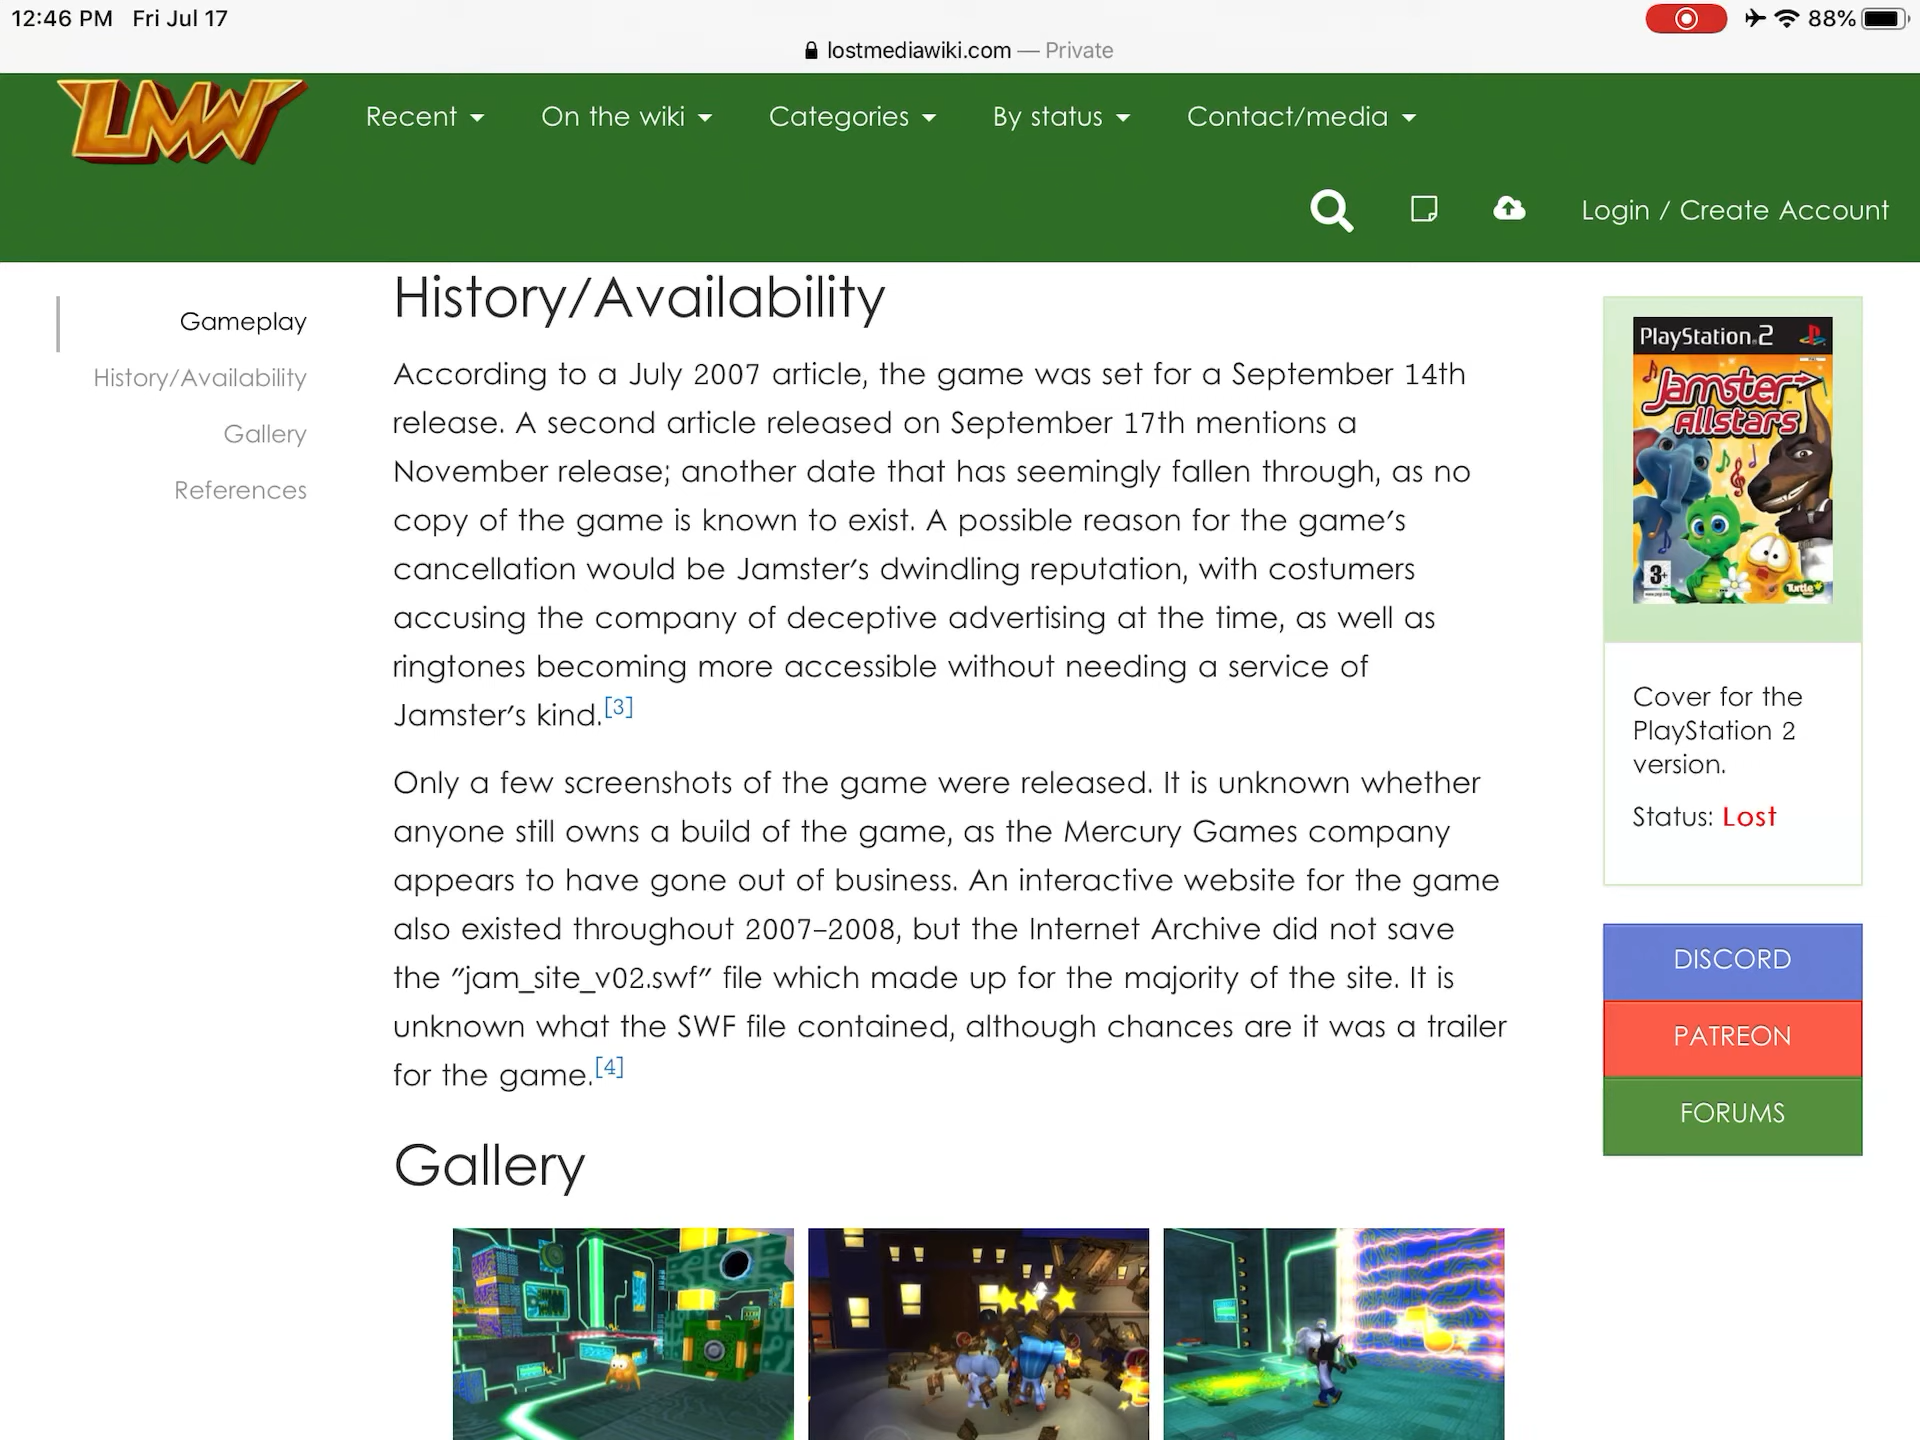 12:46 PM Fri Jul 17
88%
lostmediawiki.com — Private
LMW
Recent
On the wiki
Categories
By status
Contact/media
Login / Create Account
Gameplay
History/Availability
Gallery
References
History/Availability
According to a July 2007 article, the game was set for a September 14th
release. A second article released on September 17th mentions a
November release; another date that has seemingly fallen through, as no
copy of the game is known to exist. A possible reason for the game's
cancellation would be Jamster's dwindling reputation, with costumers
accusing the company of deceptive advertising at the time, as well as
ringtones becoming more accessible without needing a service of
Jamster's kind.[3]
Only a few screenshots of the game were released. It is unknown whether
anyone still owns a build of the game, as the Mercury Games company
appears to have gone out of business. An interactive website for the game
also existed throughout 2007–2008, but the Internet Archive did not save
the "jam_site_v02.swf" file which made up for the majority of the site. It is
unknown what the SWF file contained, although chances are it was a trailer
for the game.[4]
Gallery
PlayStation 2
Jamster
Allstars
3+
Turtle
Cover for the
PlayStation 2
version.
Status: Lost
DISCORD
PATREON
FORUMS